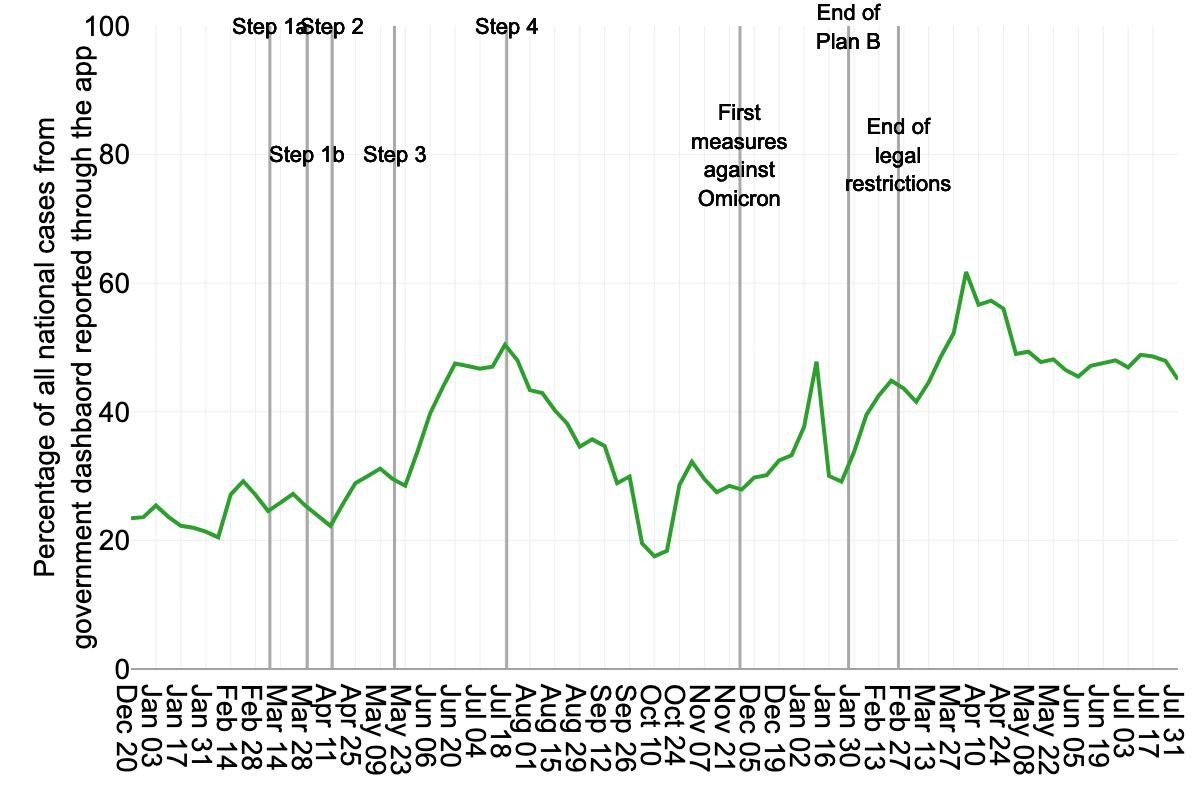 Percentage of all national cases from
government dashbaord reported through the app
100
80
60
40
20
0
Step 1a
Step 1b
Step 2
Step 3
Step 4
First
measures
against
Omicron
End of
Plan B
End of
legal
restrictions
Dec 20
Jan 03
Jan 17
Jan 31
Feb 14
Feb 28
Mar 14
Mar 28
Apr 11
Apr 25
May 09
May 23
Jun 06
Jun 20
Jul 04
Jul 18
Aug 01
Aug 15
Aug 29
Sep 12
Sep 26
Oct 10
Oct 24
Nov 07
Nov 21
Dec 05
Dec 19
Jan 02
Jan 16
Jan 30
Feb 13
Feb 27
Mar 13
Mar 27
Apr 10
Apr 24
May 08
May 22
Jun 05
Jun 19
Jul 03
Jul 17
Jul 31